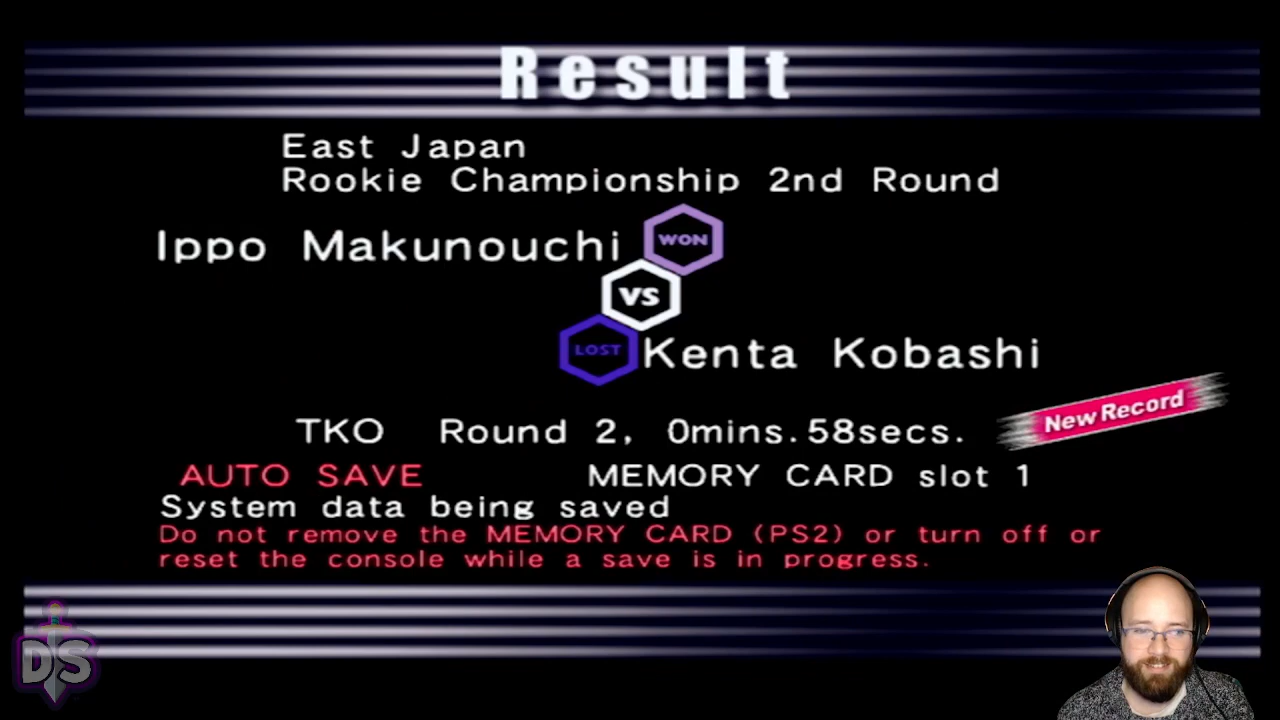 Result
East Japan
Rookie Championship 2nd Round
Ippo Makunouchi WON
VS
LOST Kenta Kobashi
TKO Round 2, 0mins.58secs. New Record
AUTO SAVE MEMORY CARD slot 1
System data being saved
Do not remove the MEMORY CARD (PS2) or turn off or
reset the console while a save is in progress.
DS